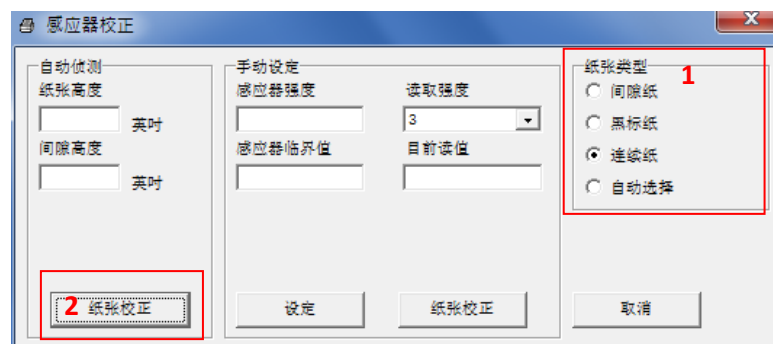 感应器校正
自动侦测
纸张高度
英吋
间隙高度
英吋
2 纸张校正
手动设定
感应器强度
读取强度
3
感应器临界值
目前读值
设定
纸张校正
纸张类型
1
间隙纸
黑标纸
连续纸
自动选择
取消